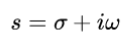 s = σ + iω